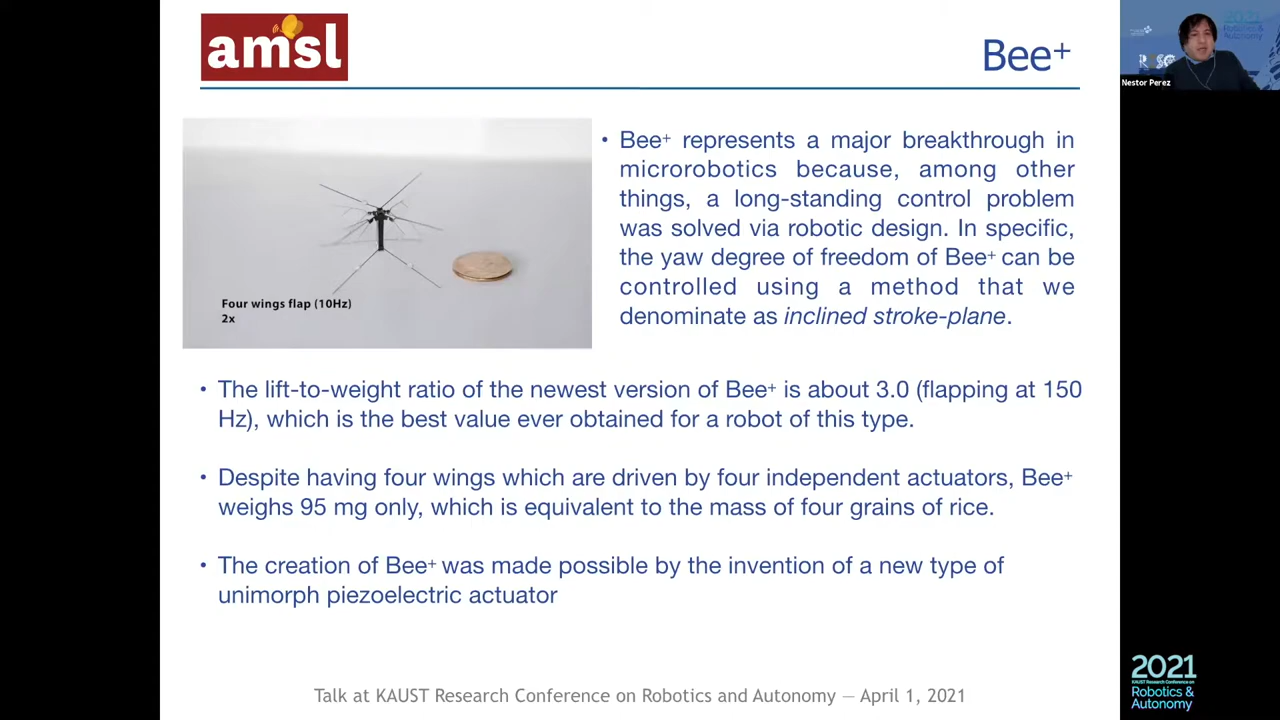 amsl
Bee+
2021
Robotics &
Autonomy
Nestor Perez
• Bee+ represents a major breakthrough in
microrobotics because, among other
things, a long-standing control problem
was solved via robotic design. In specific,
the yaw degree of freedom of Bee+ can be
controlled using a method that we
denominate as inclined stroke-plane.
Four wings flap (10Hz)
2x
• The lift-to-weight ratio of the newest version of Bee+ is about 3.0 (flapping at 150
Hz), which is the best value ever obtained for a robot of this type.
• Despite having four wings which are driven by four independent actuators, Bee+
weighs 95 mg only, which is equivalent to the mass of four grains of rice.
• The creation of Bee+ was made possible by the invention of a new type of
unimorph piezoelectric actuator
Talk at KAUST Research Conference on Robotics and Autonomy — April 1, 2021
2021
KAUST Research Conference on
Robotics &
Autonomy